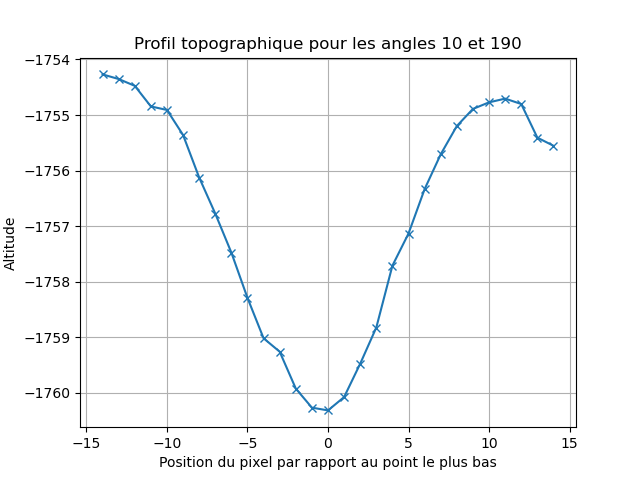 Profil topographique pour les angles 10 et 190
Altitude
−1754
−1755
−1756
−1757
−1758
−1759
−1760
−15 −10 −5 0 5 10 15
Position du pixel par rapport au point le plus bas